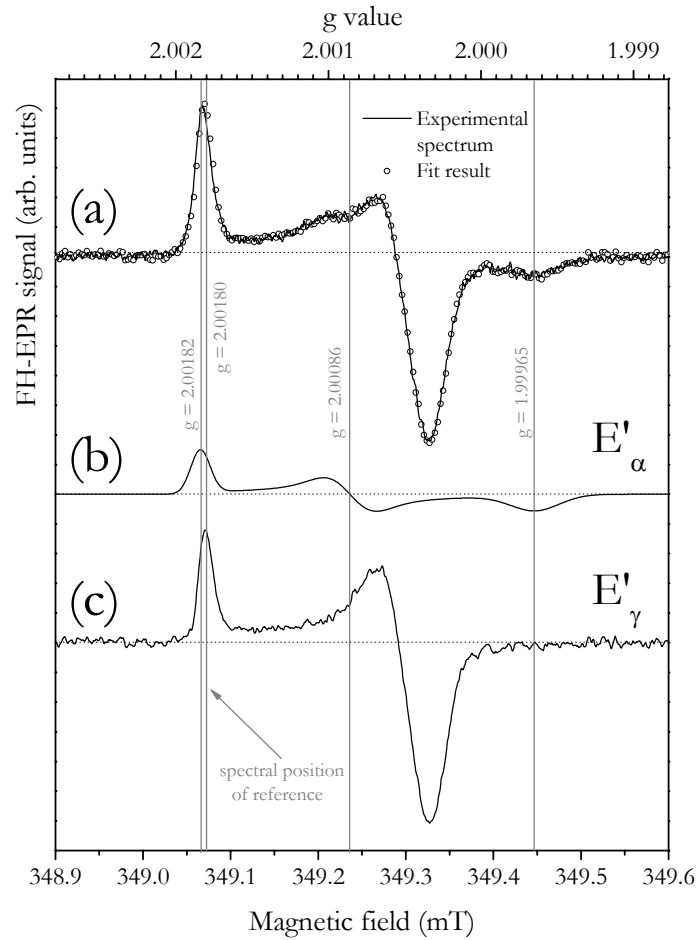 g value
2.002 2.001 2.000 1.999
FH-EPR signal (arb. units)
Experimental
spectrum
Fit result
(a)
g = 2.00182
g = 2.00180
g = 2.00086
g = 1.99965
(b)
E'α
(c)
E'γ
spectral position
of reference
348.9 349.0 349.1 349.2 349.3 349.4 349.5 349.6
Magnetic field (mT)